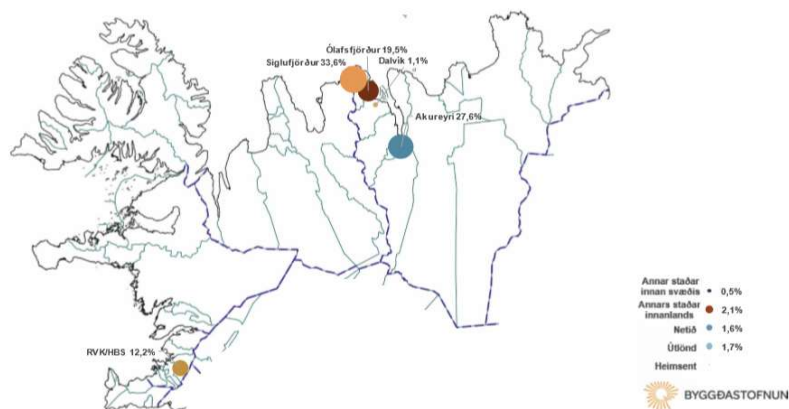 Ólafsfjörður 19,5%
Siglufjörður 33,6%
Dalvík 1,1%
Akureyri 27,6%
RVK/HBS 12,2%
Annar staðar innan svæðis 0,5%
Annars staðar innanlands 2,1%
Netið 1,6%
Útlönd 1,7%
Heimsent
BYGGÐASTOFNUN